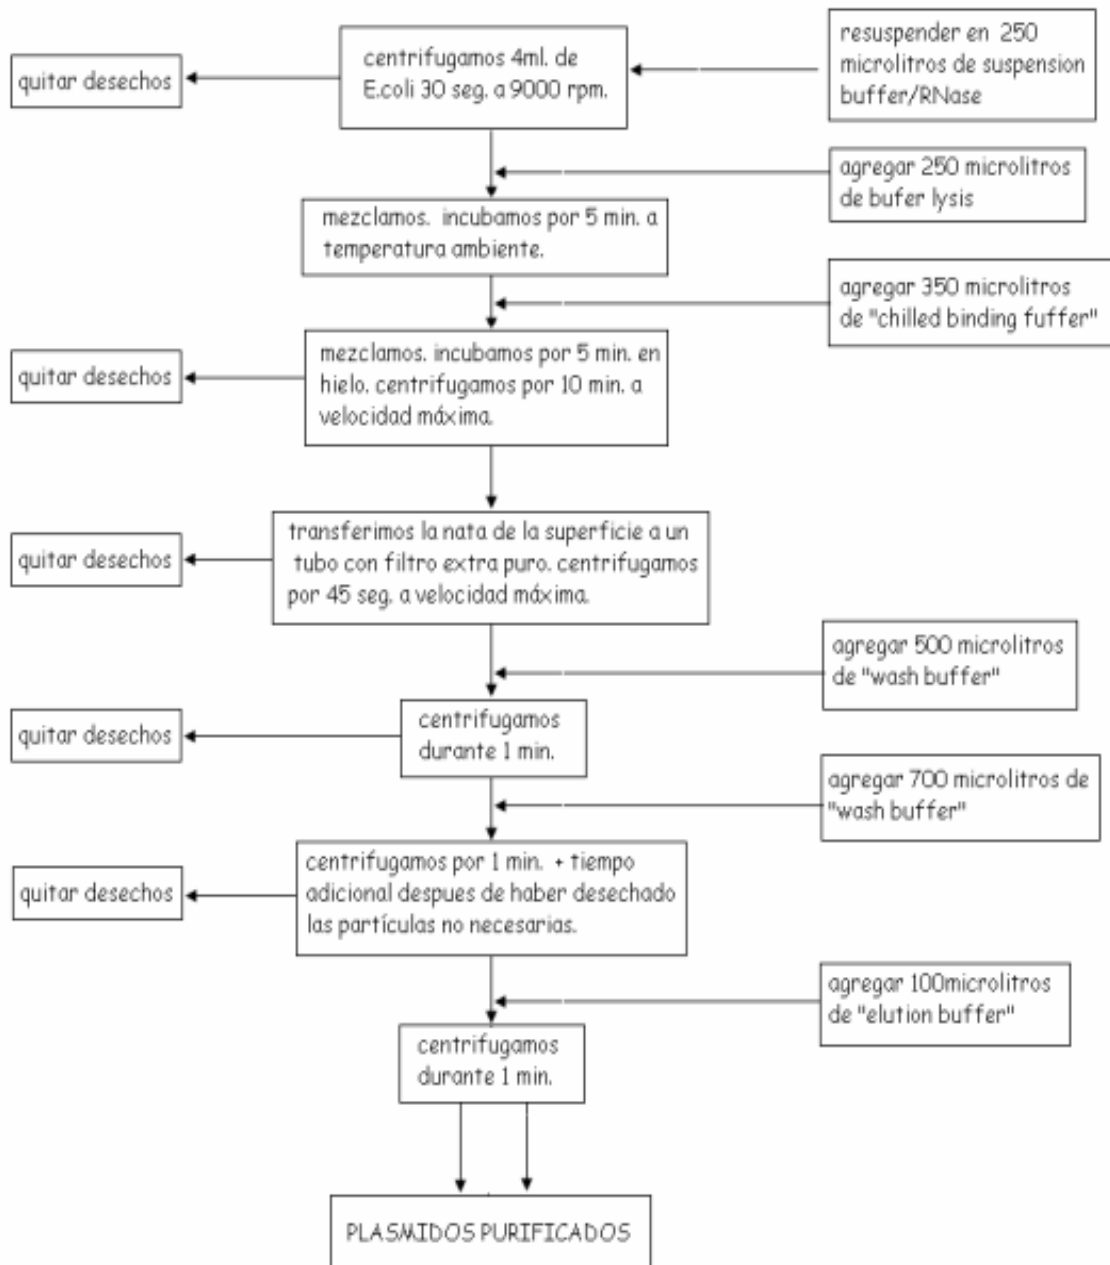 resuspender en 250
microlitros de suspension
buffer/RNase
centrifugamos 4ml. de
E.coli 30 seg. a 9000 rpm.
quitar desechos
agregar 250 microlitros
de bufer lysis
mezclamos. incubamos por 5 min. a
temperatura ambiente.
agregar 350 microlitros
de "chilled binding fuffer"
mezclamos. incubamos por 5 min. en
hielo. centrifugamos por 10 min. a
velocidad máxima.
quitar desechos
transferimos la nata de la superficie a un
tubo con filtro extra puro. centrifugamos
por 45 seg. a velocidad máxima.
quitar desechos
agregar 500 microlitros
de "wash buffer"
centrifugamos
durante 1 min.
quitar desechos
agregar 700 microlitros de
"wash buffer"
centrifugamos por 1 min. + tiempo
adicional despues de haber desechado
las partículas no necesarias.
quitar desechos
agregar 100microlitros
de "elution buffer"
centrifugamos
durante 1 min.
PLASMIDOS PURIFICADOS